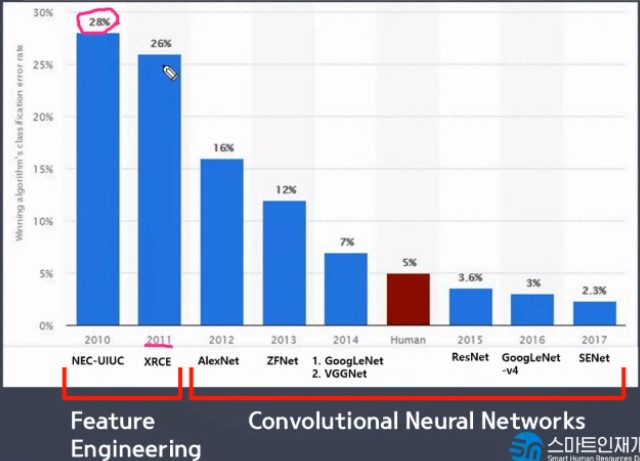 Winning algorithm's classification error rate
30%
25%
20%
15%
10%
5%
0%
28%
26%
16%
12%
7%
5%
3.6%
3%
2.3%
2010 2011 2012 2013 2014 Human 2015 2016 2017
NEC-UIUC XRCE AlexNet ZFNet 1. GoogLeNet ResNet GoogLeNet SENet
2. VGGNet -v4
Feature Convolutional Neural Networks
Engineering
스마트인재개
Smart Human Resources D